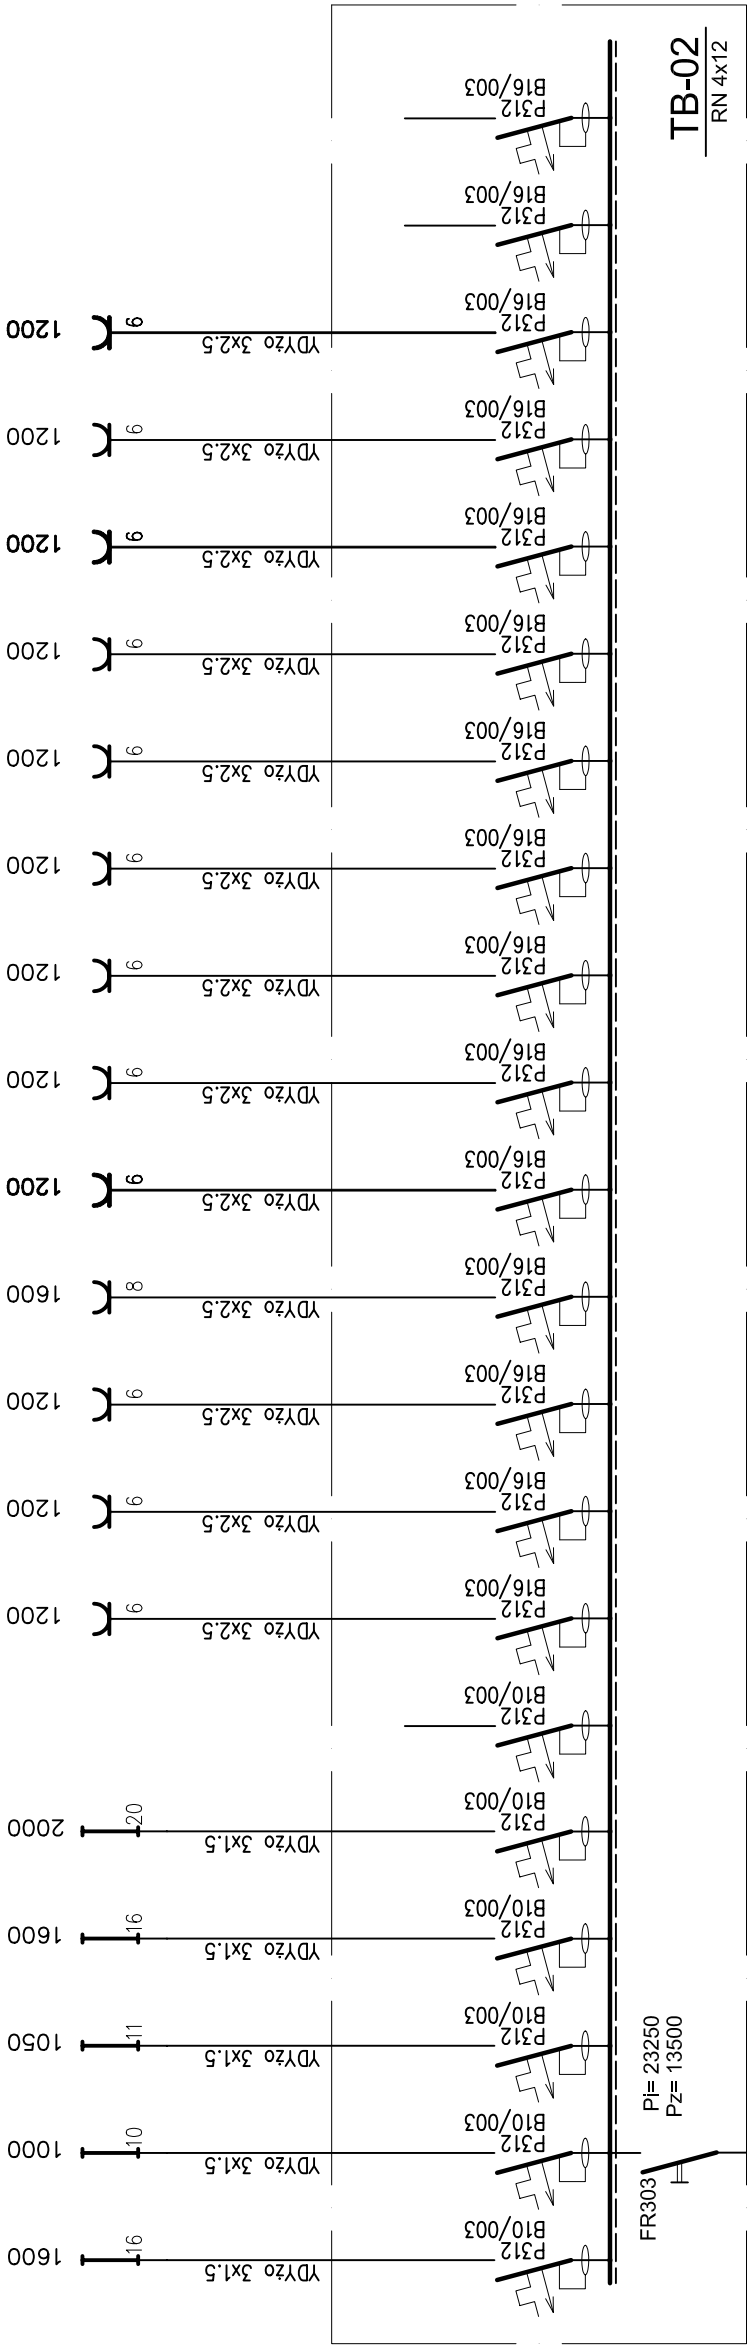 TB-02
RN 4x12
B16/003
P312
B16/003
P312
1200
6
YDYżo 3x2.5
B16/003
P312
1200
6
YDYżo 3x2.5
B16/003
P312
1200
6
YDYżo 3x2.5
B16/003
P312
1200
6
YDYżo 3x2.5
B16/003
P312
1200
6
YDYżo 3x2.5
B16/003
P312
1200
6
YDYżo 3x2.5
B16/003
P312
1200
6
YDYżo 3x2.5
B16/003
P312
1200
6
YDYżo 3x2.5
B16/003
P312
1200
6
YDYżo 3x2.5
B16/003
P312
1600
8
YDYżo 3x2.5
B16/003
P312
1200
6
YDYżo 3x2.5
B16/003
P312
1200
6
YDYżo 3x2.5
B16/003
P312
1200
6
YDYżo 3x2.5
B16/003
P312
B10/003
P312
2000
20
YDYżo 3x1.5
B10/003
P312
1600
16
YDYżo 3x1.5
B10/003
P312
1050
11
YDYżo 3x1.5
B10/003
P312
1000
10
YDYżo 3x1.5
B10/003
P312
1600
16
YDYżo 3x1.5
B10/003
P312
FR303
Pi= 23250
Pz= 13500